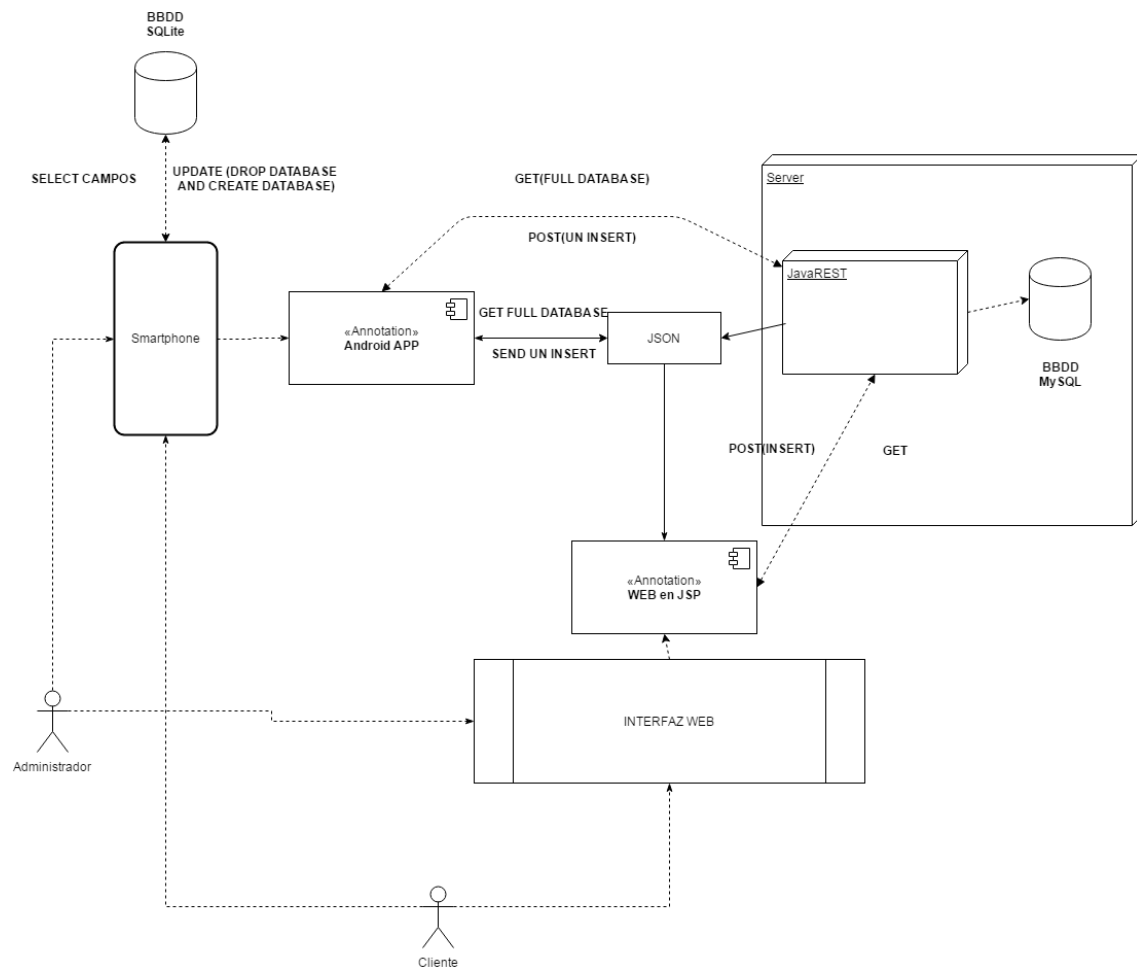 BBDD
SQLite
SELECT CAMPOS
UPDATE (DROP DATABASE
AND CREATE DATABASE)
GET(FULL DATABASE)
POST(UN INSERT)
Server
JavaREST
BBDD
MySQL
Smartphone
«Annotation»
Android APP
GET FULL DATABASE
SEND UN INSERT
JSON
POST(INSERT)
GET
«Annotation»
WEB en JSP
INTERFAZ WEB
Administrador
Cliente